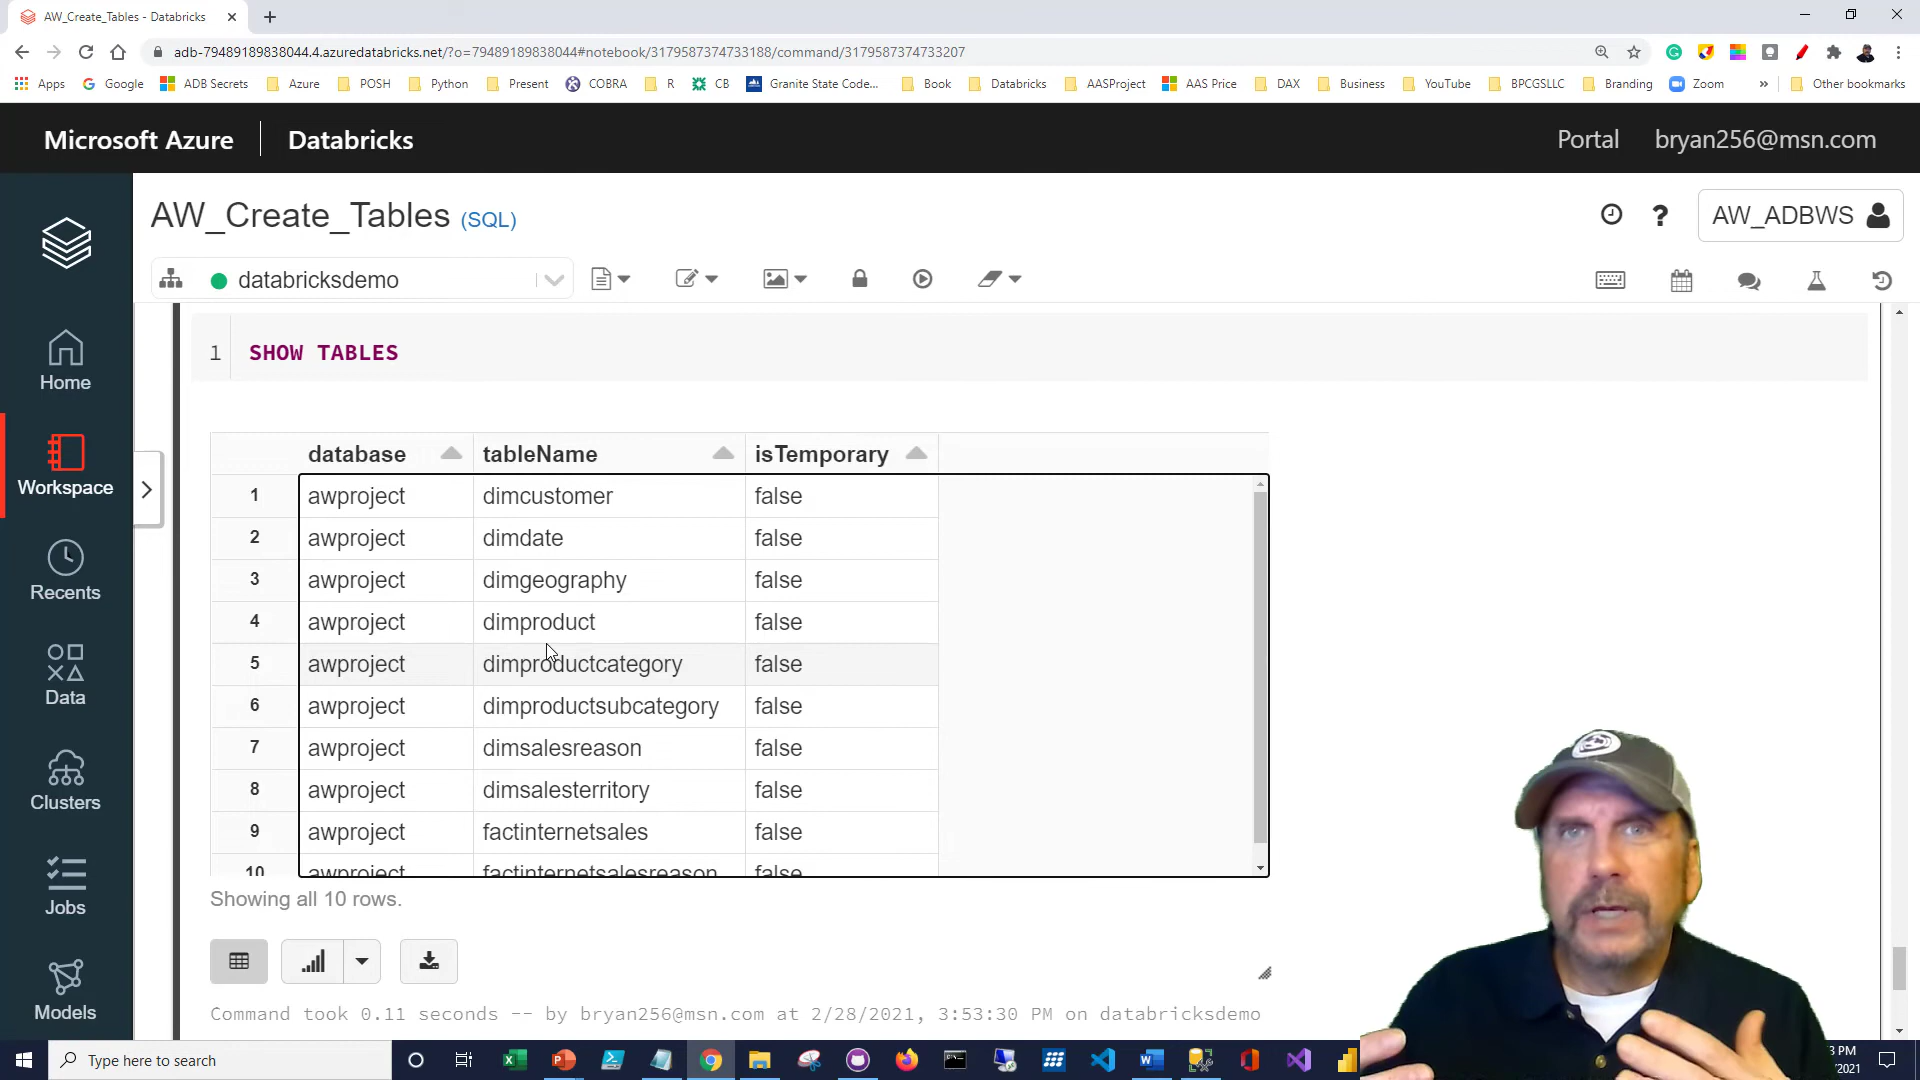 AW_Create_Tables - Databricks
adb-79489189838044.4.azuredatabricks.net/?o=79489189838044#notebook/3179587374733188/command/3179587374733207
Apps Google ADB Secrets Azure POSH Python Present COBRA R CB Granite State Code... Book Databricks AASProject AAS Price DAX Business YouTube BPCGSLLC Branding Zoom » Other bookmarks
Microsoft Azure Databricks Portal bryan256@msn.com
AW_Create_Tables (SQL) ? AW_ADBWS
databricksdemo
Home
Workspace
Recents
Data
Clusters
Jobs
Models
1 SHOW TABLES
database tableName isTemporary
1 awproject dimcustomer false
2 awproject dimdate false
3 awproject dimgeography false
4 awproject dimproduct false
5 awproject dimproductcategory false
6 awproject dimproductsubcategory false
7 awproject dimsalesreason false
8 awproject dimsalesterritory false
9 awproject factinternetsales false
10 awproject factinternetsalesreason false
Showing all 10 rows.
Command took 0.11 seconds -- by bryan256@msn.com at 2/28/2021, 3:53:30 PM on databricksdemo
Type here to search
3 PM
/2021